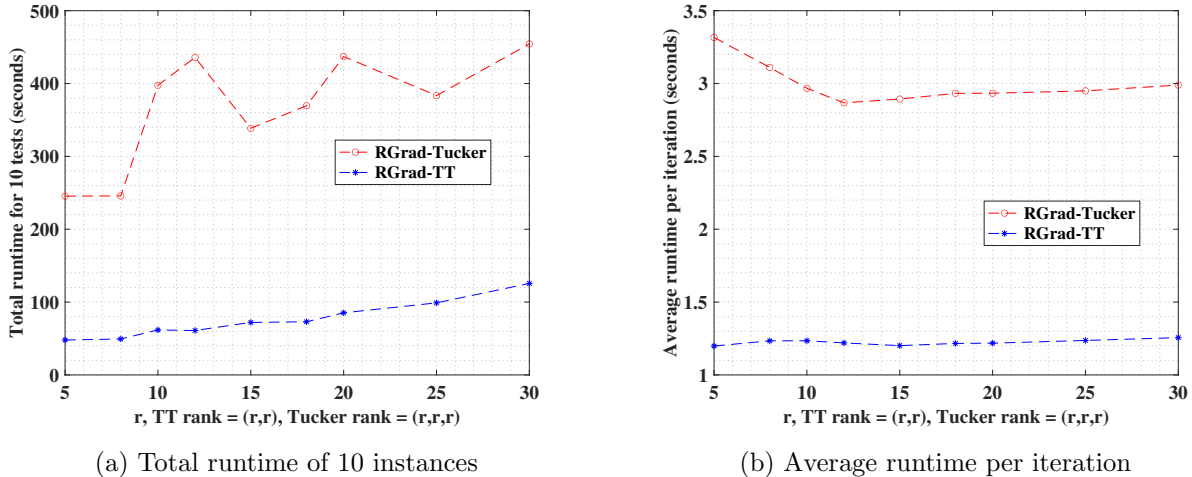 500
400
300
200
100
0
Total runtime for 10 tests (seconds)
RGrad-Tucker
RGrad-TT
5 10 15 20 25 30
r, TT rank = (r,r), Tucker rank = (r,r,r)
(a) Total runtime of 10 instances
3.5
3
2.5
2
1.5
1
Average runtime per iteration (seconds)
RGrad-Tucker
RGrad-TT
5 10 15 20 25 30
r, TT rank = (r,r), Tucker rank = (r,r,r)
(b) Average runtime per iteration